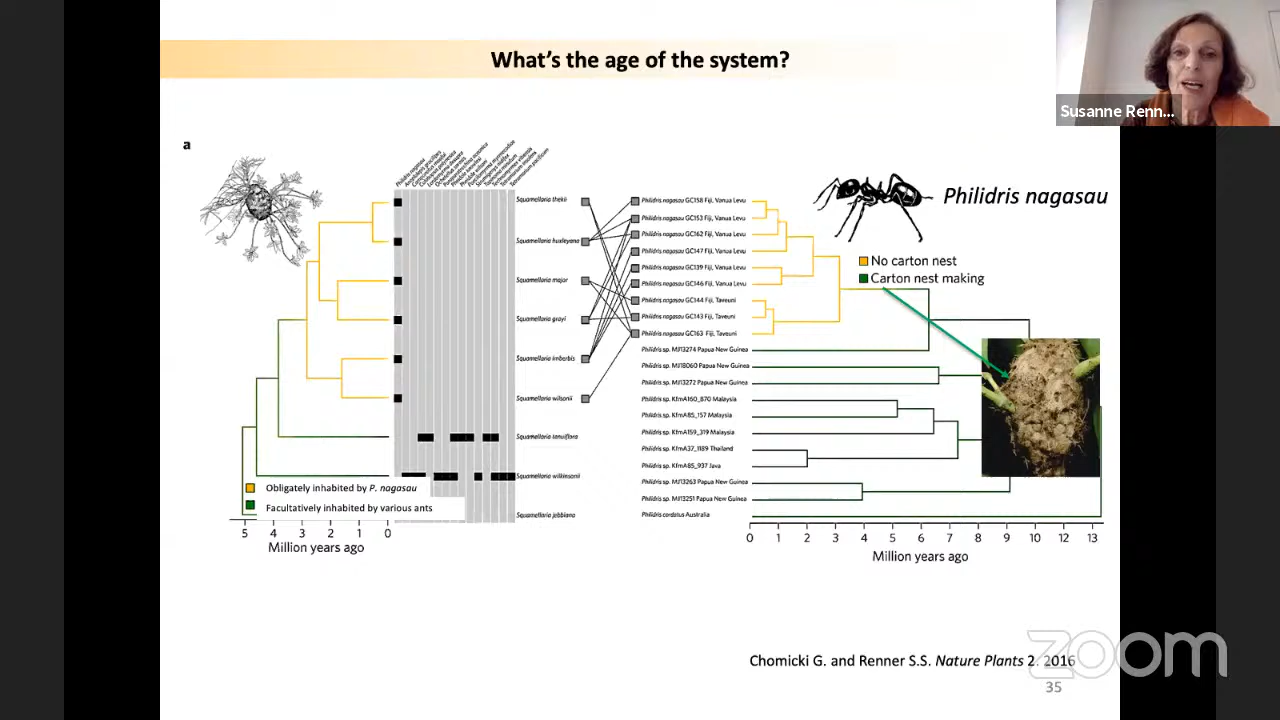 What's the age of the system?
Susanne Renn...
a
Philidris nagasau
Squamellaria thekii
Squamellaria huxleyana
Squamellaria major
Squamellaria grayi
Squamellaria imberbis
Squamellaria wilsonii
Squamellaria tenuiflora
Squamellaria wilkinsonii
Squamellaria jebbiana
Obligately inhabited by P. nagasau
Facultatively inhabited by various ants
5 4 3 2 1 0
Million years ago
Philidris nagasau GC158 Fiji, Vanua Levu
Philidris nagasau GC153 Fiji, Vanua Levu
Philidris nagasau GC162 Fiji, Vanua Levu
Philidris nagasau GC147 Fiji, Vanua Levu
Philidris nagasau GC139 Fiji, Vanua Levu
Philidris nagasau GC146 Fiji, Vanua Levu
Philidris nagasau GC144 Fiji, Taveuni
Philidris nagasau GC143 Fiji, Taveuni
Philidris nagasau GC163 Fiji, Taveuni
Philidris sp. MJ13274 Papua New Guinea
Philidris sp. MJ18060 Papua New Guinea
Philidris sp. MJ13272 Papua New Guinea
Philidris sp. KfmA160_870 Malaysia
Philidris sp. KfmA85_157 Malaysia
Philidris sp. KfmA159_319 Malaysia
Philidris sp. KfmA37_1189 Thailand
Philidris sp. KfmA85_937 Java
Philidris sp. MJ13263 Papua New Guinea
Philidris sp. MJ13251 Papua New Guinea
Philidris cordatus Australia
Philidris nagasau
No carton nest
Carton nest making
0 1 2 3 4 5 6 7 8 9 10 11 12 13
Million years ago
Chomicki G. and Renner S.S. Nature Plants 2. 2016
zoom
35